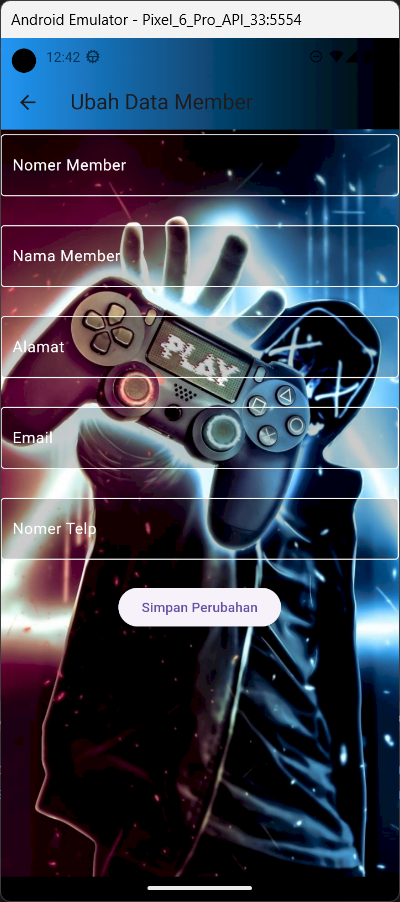 Android Emulator - Pixel_6_Pro_API_33:5554
12:42
Ubah Data Member
Nomer Member
Nama Member
Alamat
PLAY
Email
Nomer Telp
Simpan Perubahan